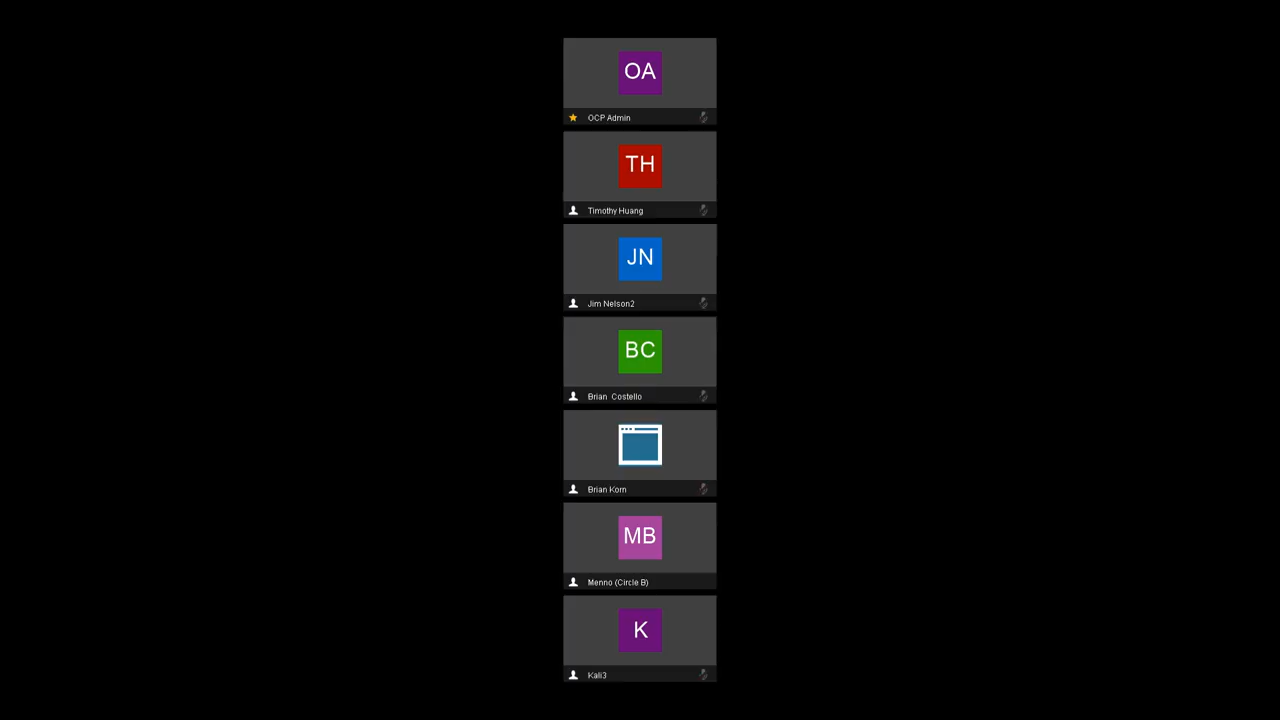 OA
OCP Admin
TH
Timothy Huang
JN
Jim Nelson2
BC
Brian Costello
Brian Korn
MB
Menno (Circle B)
K
Kali3